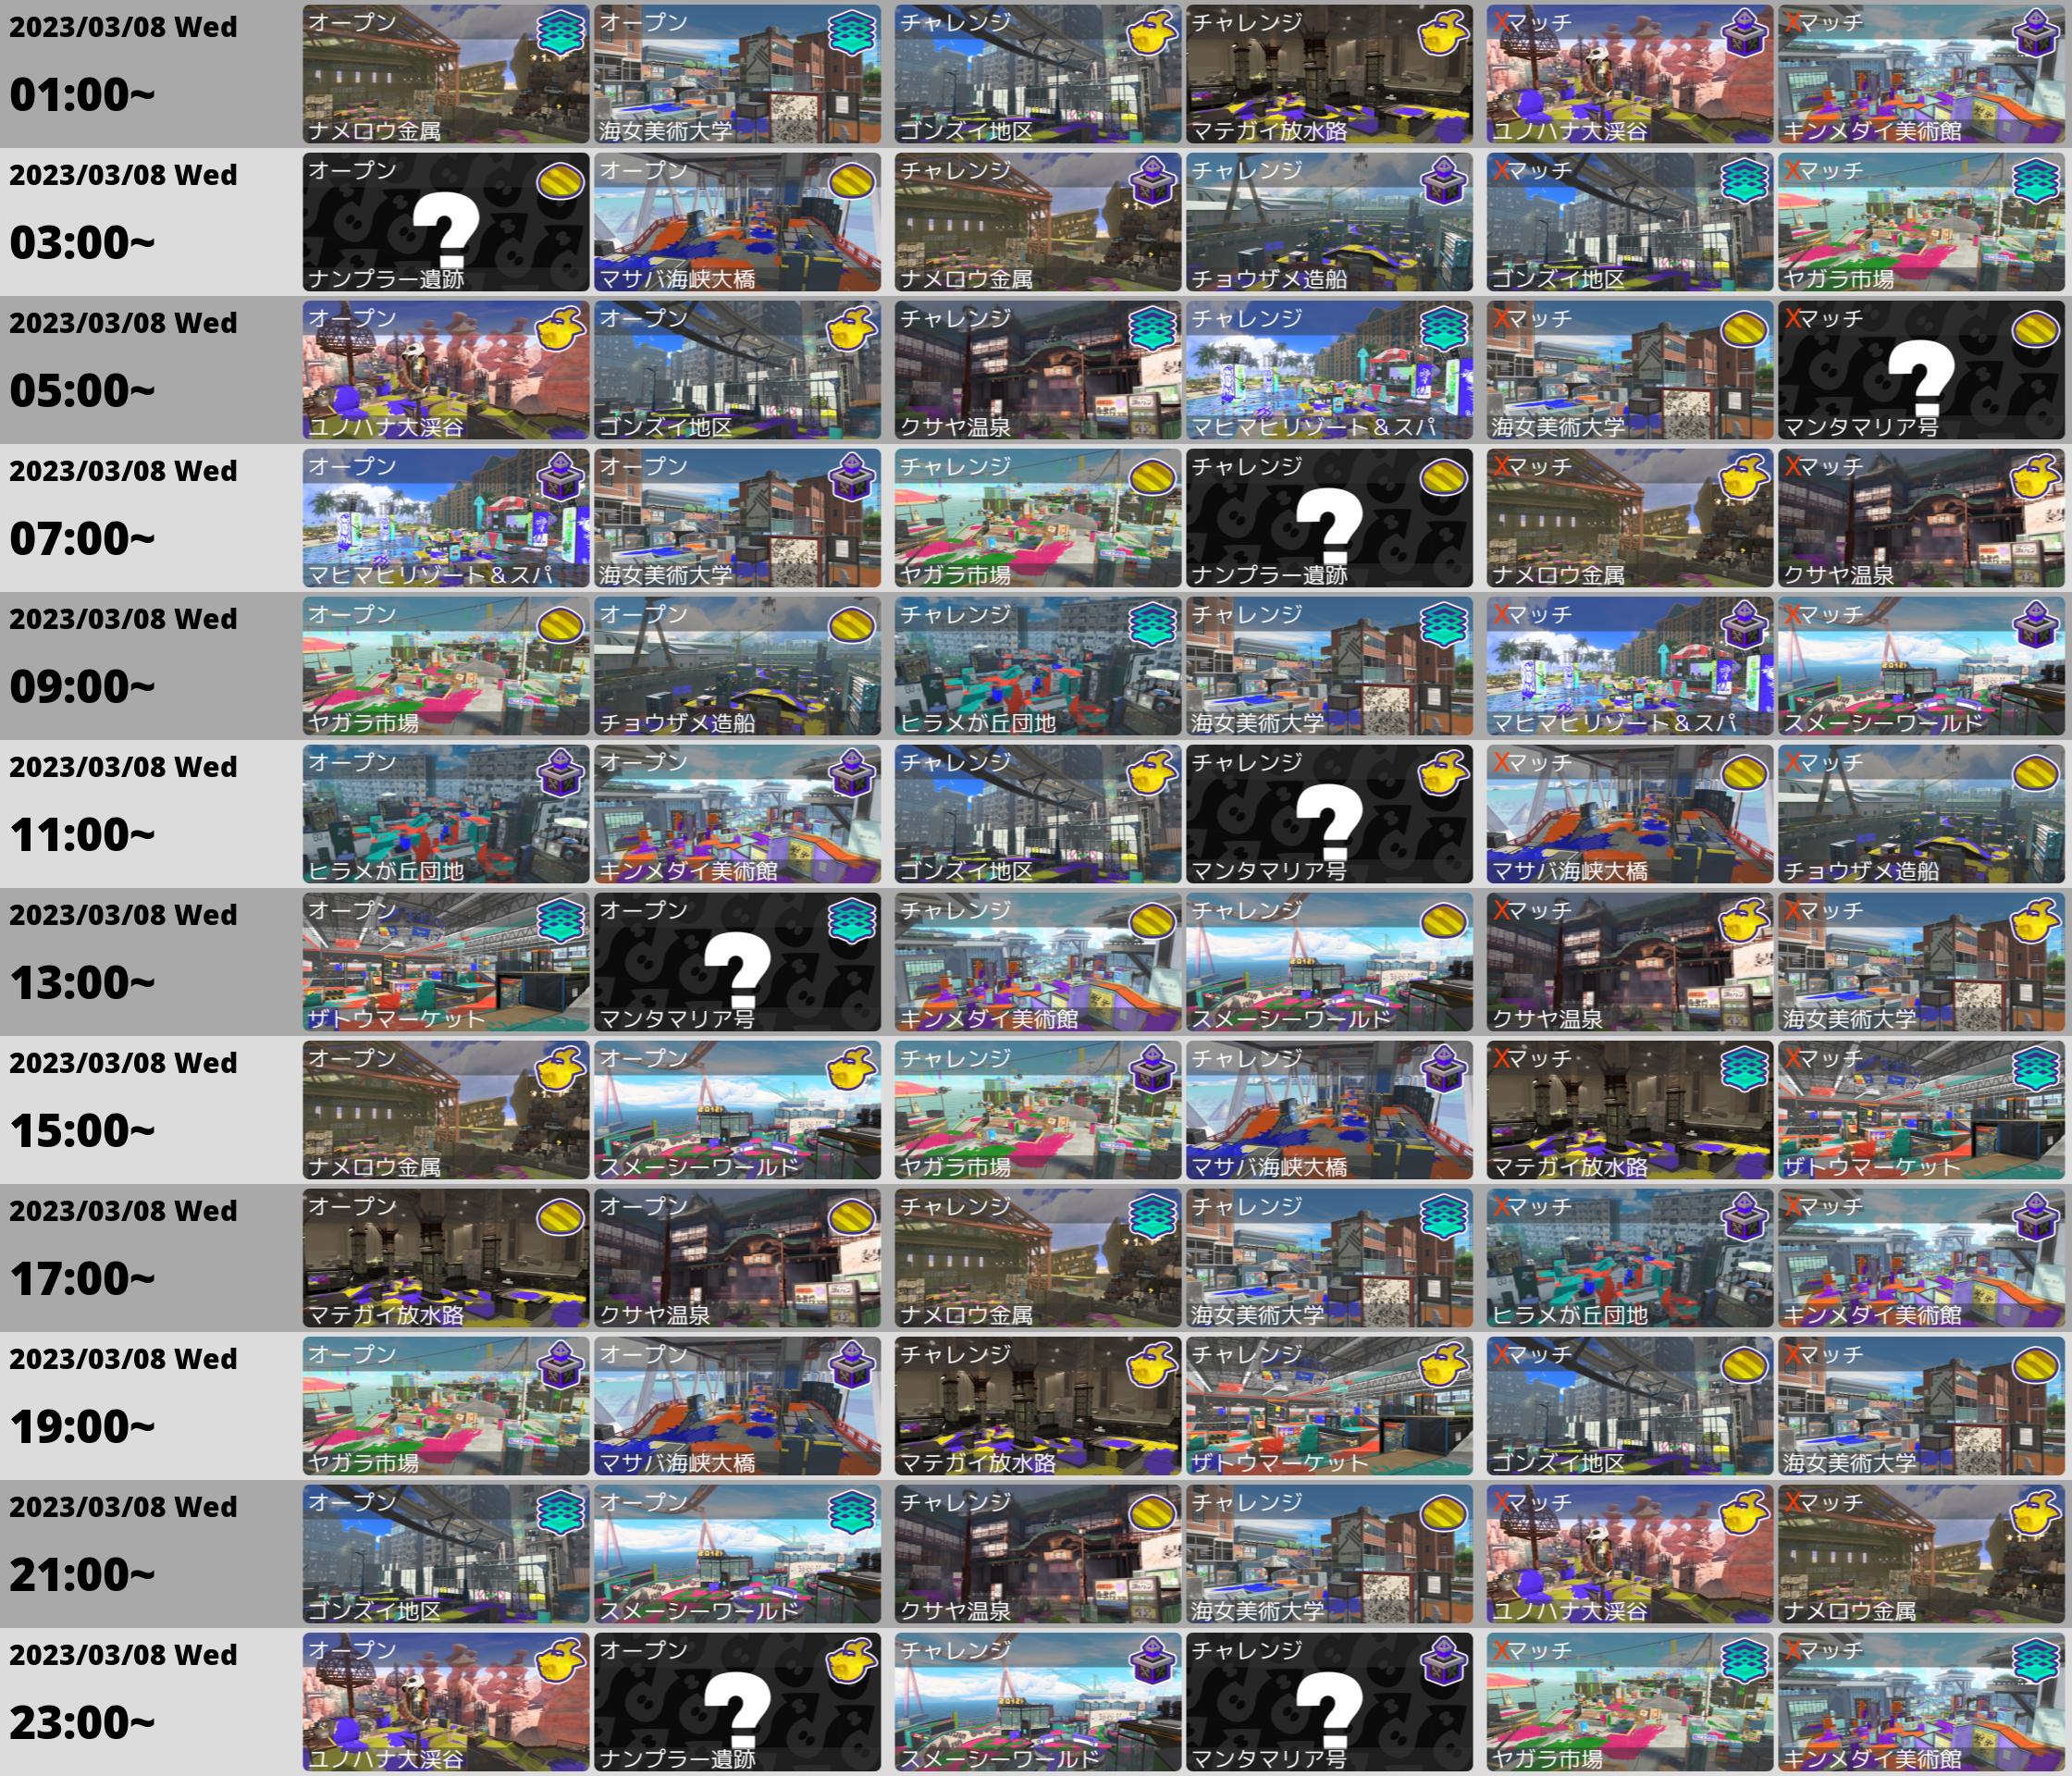 2023/03/08 Wed
01:00~
オープン
ナメロウ金属
オープン
海女美術大学
チャレンジ
ゴンズイ地区
チャレンジ
マテガイ放水路
Xマッチ
ユノハナ大渓谷
Xマッチ
キンメダイ美術館
2023/03/08 Wed
03:00~
オープン
?
ナンプラー遺跡
オープン
マサバ海峡大橋
チャレンジ
ナメロウ金属
チャレンジ
チョウザメ造船
Xマッチ
ゴンズイ地区
Xマッチ
ヤガラ市場
2023/03/08 Wed
05:00~
オープン
ユノハナ大渓谷
オープン
ゴンズイ地区
チャレンジ
クサヤ温泉
チャレンジ
マヒマヒリゾート&スパ
Xマッチ
海女美術大学
Xマッチ
?
マンタマリア号
2023/03/08 Wed
07:00~
オープン
マヒマヒリゾート&スパ
オープン
海女美術大学
チャレンジ
ヤガラ市場
チャレンジ
?
ナンプラー遺跡
Xマッチ
ナメロウ金属
Xマッチ
クサヤ温泉
2023/03/08 Wed
09:00~
オープン
ヤガラ市場
オープン
チョウザメ造船
チャレンジ
ヒラメが丘団地
チャレンジ
海女美術大学
Xマッチ
マヒマヒリゾート&スパ
Xマッチ
スメーシーワールド
2023/03/08 Wed
11:00~
オープン
ヒラメが丘団地
オープン
キンメダイ美術館
チャレンジ
ゴンズイ地区
チャレンジ
?
マンタマリア号
Xマッチ
マサバ海峡大橋
Xマッチ
チョウザメ造船
2023/03/08 Wed
13:00~
オープン
ザトウマーケット
オープン
?
マンタマリア号
チャレンジ
キンメダイ美術館
チャレンジ
スメーシーワールド
Xマッチ
クサヤ温泉
Xマッチ
海女美術大学
2023/03/08 Wed
15:00~
オープン
ナメロウ金属
オープン
スメーシーワールド
チャレンジ
ヤガラ市場
チャレンジ
マサバ海峡大橋
Xマッチ
マテガイ放水路
Xマッチ
ザトウマーケット
2023/03/08 Wed
17:00~
オープン
マテガイ放水路
オープン
クサヤ温泉
チャレンジ
ナメロウ金属
チャレンジ
海女美術大学
Xマッチ
ヒラメが丘団地
Xマッチ
キンメダイ美術館
2023/03/08 Wed
19:00~
オープン
ヤガラ市場
オープン
マサバ海峡大橋
チャレンジ
マテガイ放水路
チャレンジ
ザトウマーケット
Xマッチ
ゴンズイ地区
Xマッチ
海女美術大学
2023/03/08 Wed
21:00~
オープン
ゴンズイ地区
オープン
スメーシーワールド
チャレンジ
クサヤ温泉
チャレンジ
海女美術大学
Xマッチ
ユノハナ大渓谷
Xマッチ
ナメロウ金属
2023/03/08 Wed
23:00~
オープン
ユノハナ大渓谷
オープン
?
ナンプラー遺跡
チャレンジ
スメーシーワールド
チャレンジ
?
マンタマリア号
Xマッチ
ヤガラ市場
Xマッチ
キンメダイ美術館